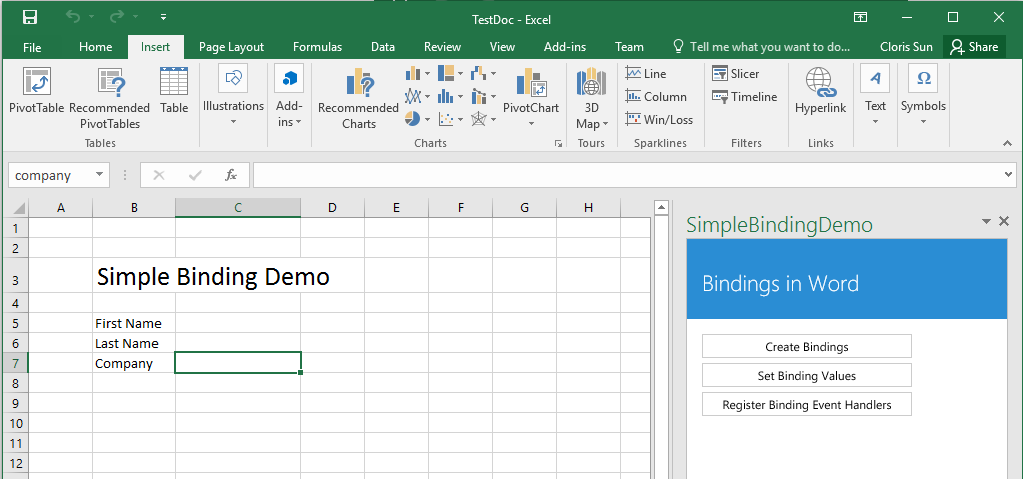 TestDoc - Excel
File Home Insert Page Layout Formulas Data Review View Add-ins Team Tell me what you want to do... Cloris Sun Share
PivotTable Recommended PivotTables Table
Tables
Illustrations
Add-ins
Recommended Charts
PivotChart
Charts
3D Map
Tours
Line
Column
Win/Loss
Sparklines
Slicer
Timeline
Filters
Hyperlink
Links
A
Text
Ω
Symbols
company fx
A B C D E F G H
1
2
3 Simple Binding Demo
4
5 First Name
6 Last Name
7 Company
8
9
10
11
12
SimpleBindingDemo
Bindings in Word
Create Bindings
Set Binding Values
Register Binding Event Handlers